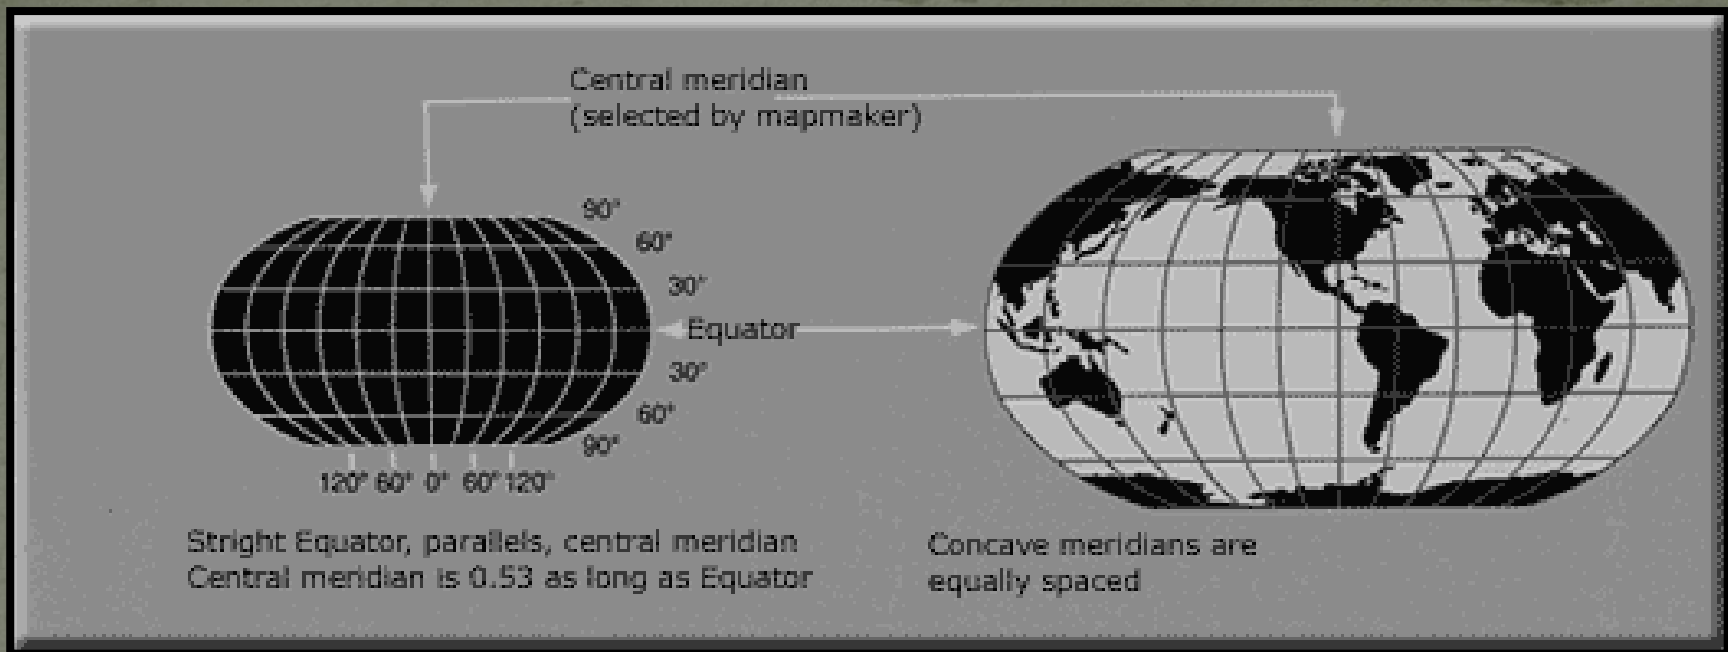 Central meridian
(selected by mapmaker)
90°
60°
30°
Equator
30°
60°
90°
120° 60° 0° 60° 120°
Stright Equator, parallels, central meridian
Central meridian is 0.53 as long as Equator
Concave meridians are
equally spaced